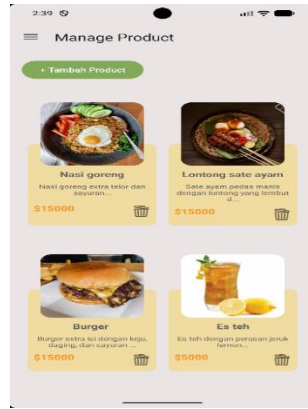 2:39
Manage Product
+ Tambah Product
Nasi goreng
Nasi goreng extra telor dan
sayuran...
$15000
Lontong sate ayam
Sate ayam pedas manis
dengan lontong yang lembut
d...
$15000
Burger
Burger extra isi dengan keju,
daging, dan sayuran ...
$15000
Es teh
Es teh dengan perasan jeruk
lemon...
$5000